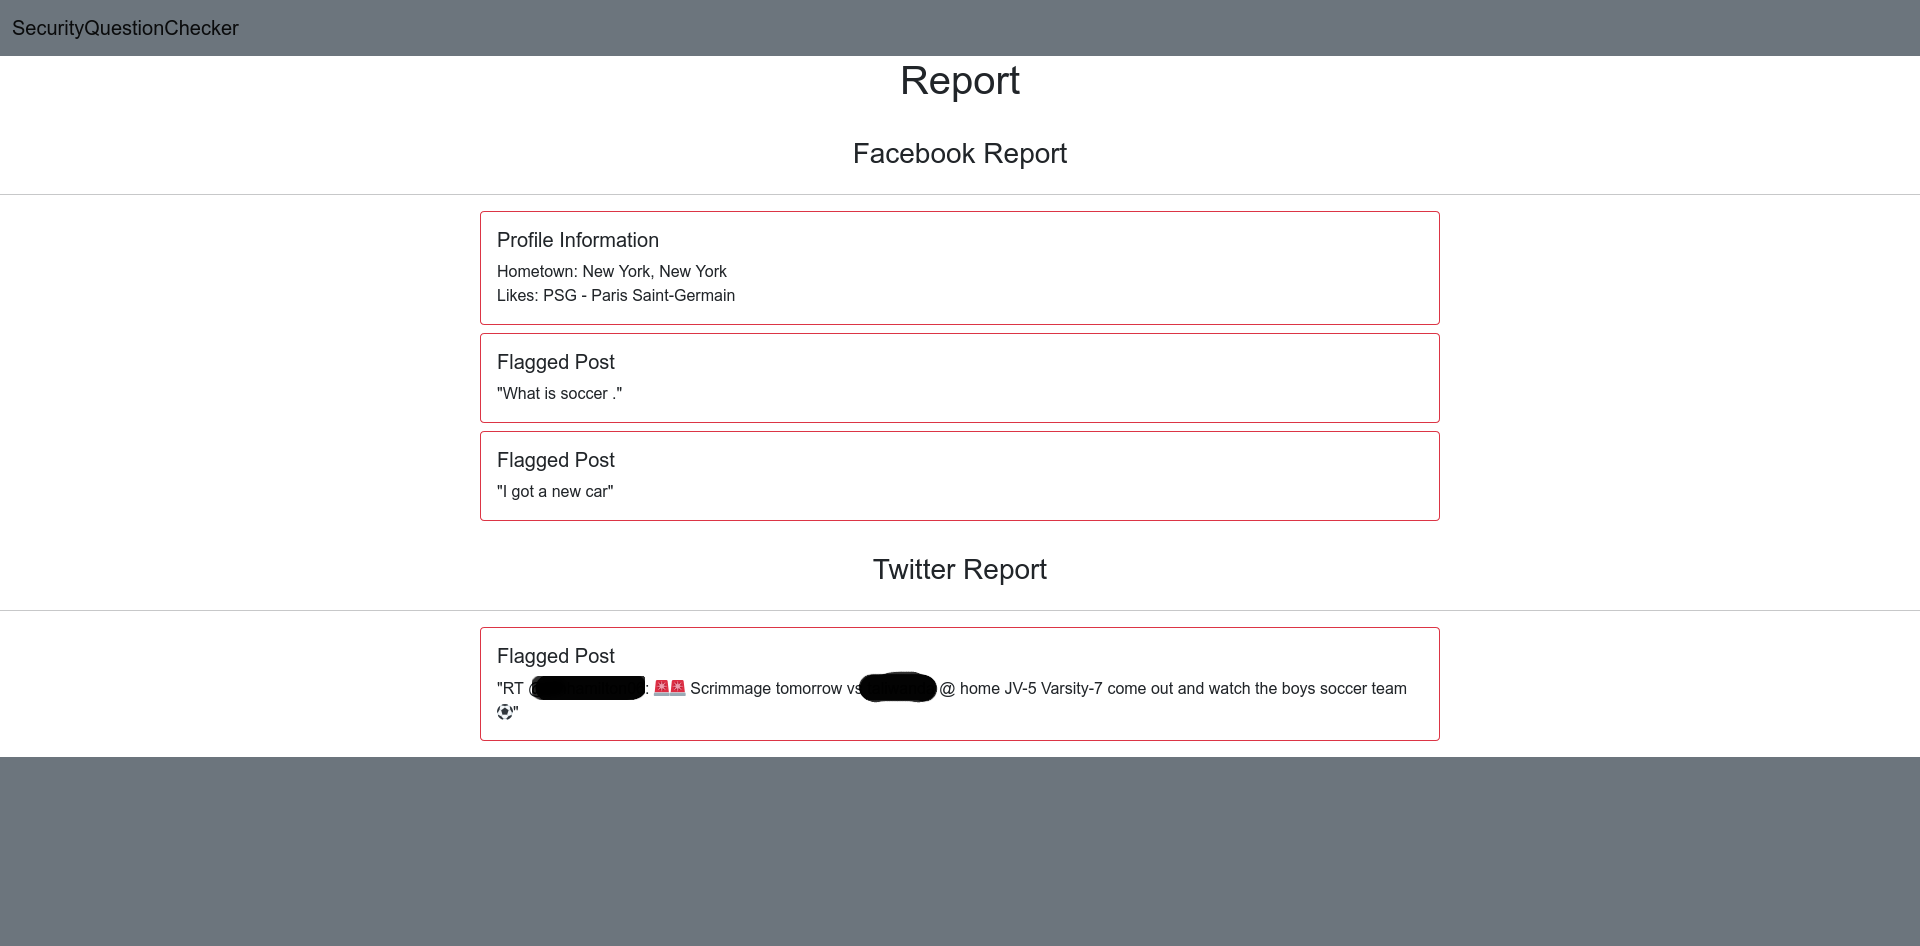 SecurityQuestionChecker
Report
Facebook Report
Profile Information
Hometown: New York, New York
Likes: PSG - Paris Saint-Germain
Flagged Post
"What is soccer ."
Flagged Post
"I got a new car"
Twitter Report
Flagged Post
"RT : 🚨🚨 Scrimmage tomorrow vs @ home JV-5 Varsity-7 come out and watch the boys soccer team
⚽"